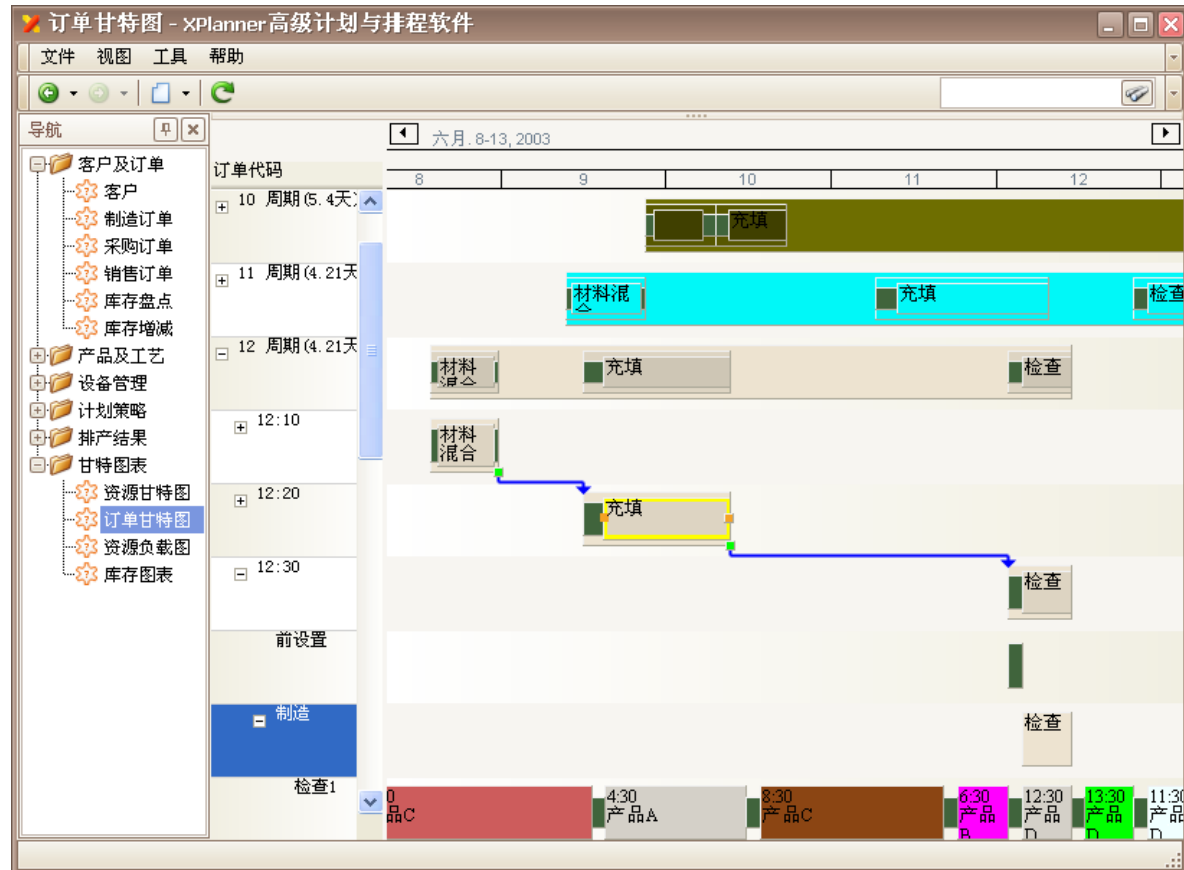 订单甘特图 - XPlanner高级计划与排程软件
文件 视图 工具 帮助
导航
客户及订单
客户
制造订单
采购订单
销售订单
库存盘点
库存增减
产品及工艺
设备管理
计划策略
排产结果
甘特图表
资源甘特图
订单甘特图
资源负载图
库存图表
六月. 8-13, 2003
订单代码
8 9 10 11 12
10 周期(5.4天)
充填
11 周期(4.21天
材料混合
充填
检查
12 周期(4.21天
材料
混合
充填
检查
12:10
材料
混合
12:20
充填
12:30
检查
前设置
制造
检查
检查1
0 4:30 8:30 6:30 12:30 13:30 11:30
品C 产品A 产品C 产品 产品 产品 产品
B D D D